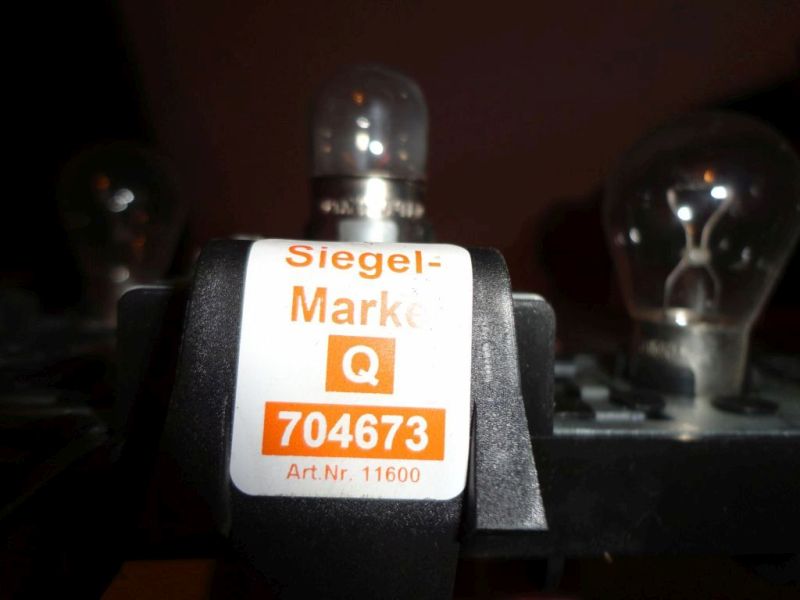 Siegel-
Marke
Q
704673
Art.Nr. 11600